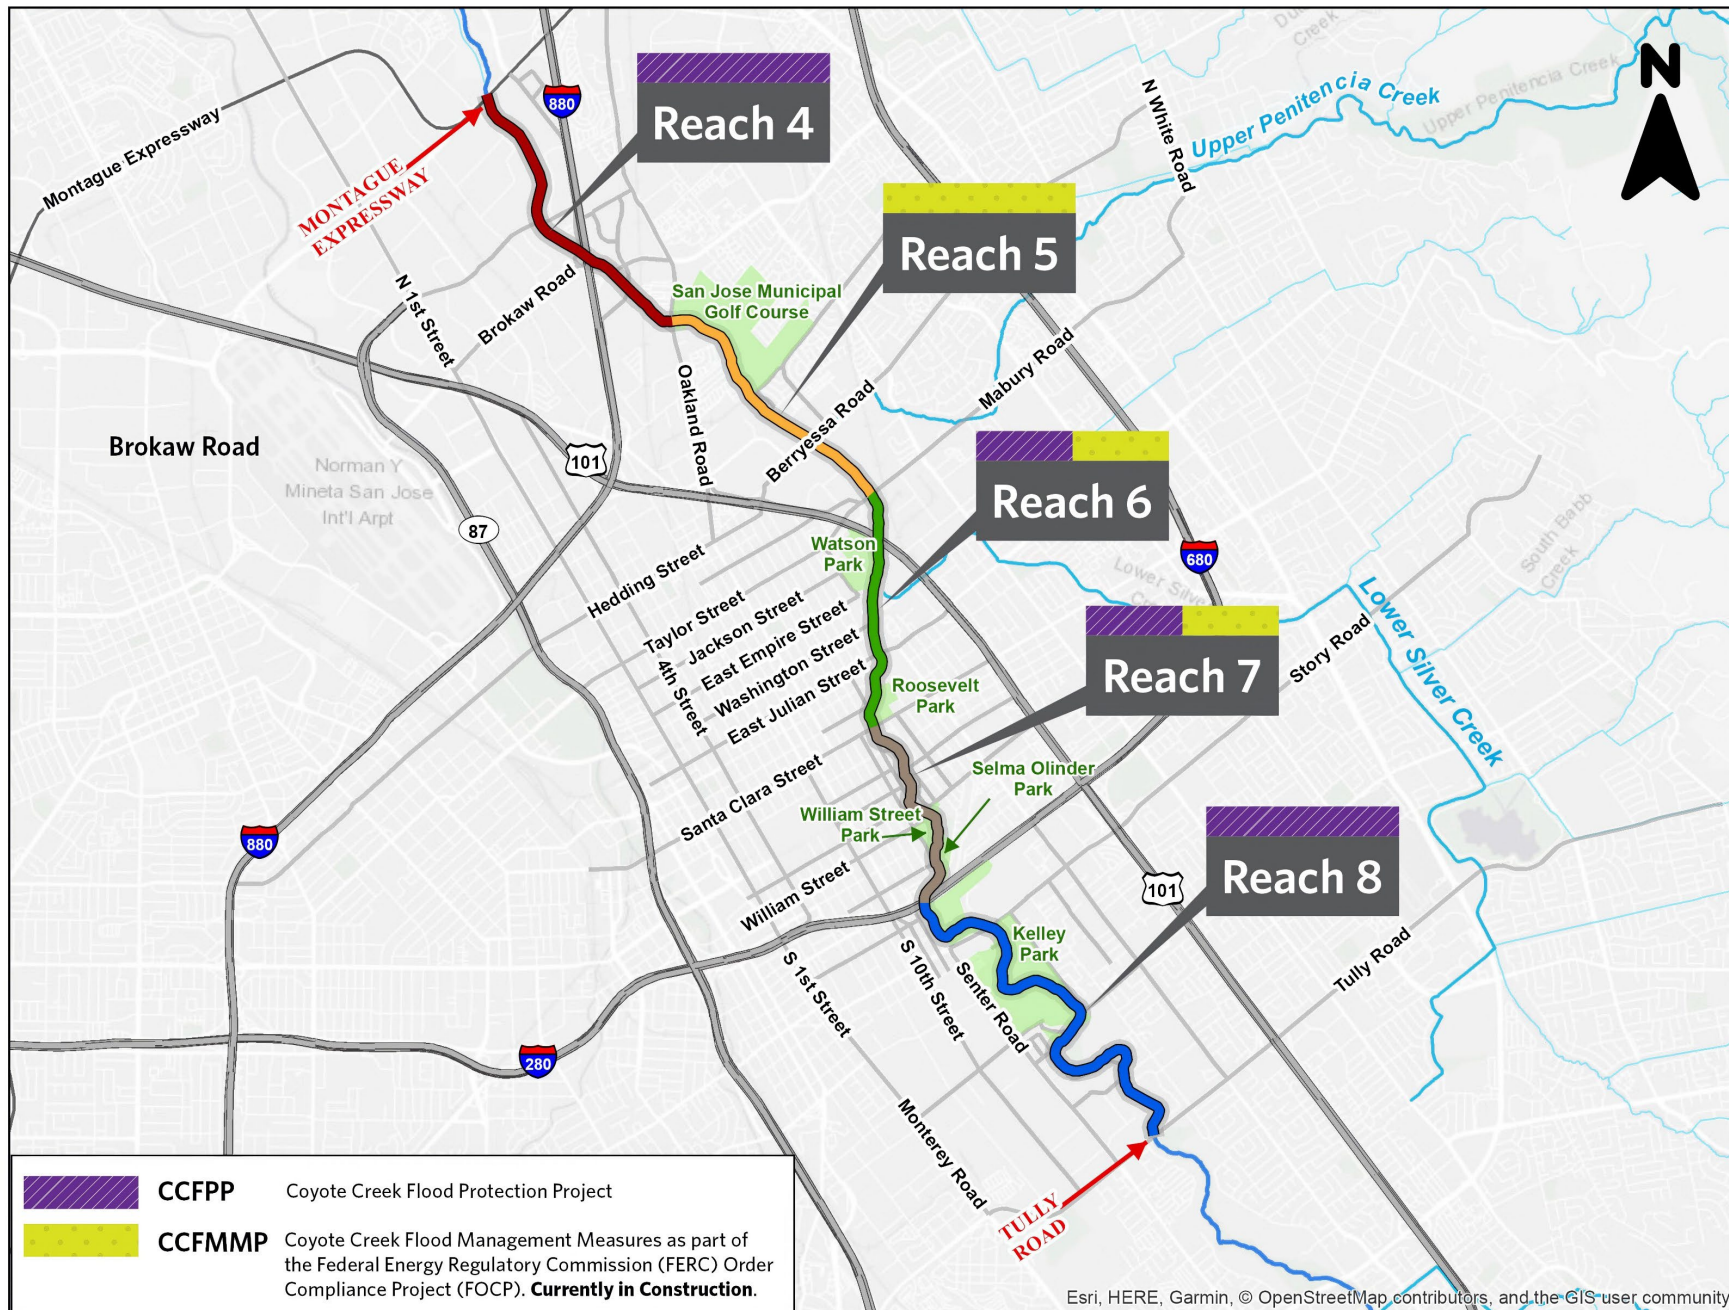 N
Dut
Creek
880
Reach 4
N White Road
Upper Penitencia Creek
Upper Penitencia Creek
Montague Expressway
MONTAGUE
EXPRESSWAY
Reach 5
N 1st Street
Brokaw Road
San Jose Municipal
Golf Course
Mabury Road
Oakland Road
Berryessa Road
Brokaw Road
101
Norman Y
Mineta San Jose
Int'l Arpt
87
Reach 6
Watson
Park
680
South Babb
Creek
Hedding Street
Lower Silve
Taylor Street
Jackson Street
East Empire Street
Washington Street
East Julian Street
4th Street
Reach 7
Story Road
Lower Silver Creek
Roosevelt
Park
Santa Clara Street
Selma Olinder
Park
William Street
Park
880
Reach 8
101
William Street
Kelley
Park
S 1st Street
S 10th Street
Senter Road
Tully Road
280
Monterey Road
TULLY
ROAD
CCFPP Coyote Creek Flood Protection Project
CCFMMP Coyote Creek Flood Management Measures as part of
the Federal Energy Regulatory Commission (FERC) Order
Compliance Project (FOCP). Currently in Construction.
Esri, HERE, Garmin, © OpenStreetMap contributors, and the GIS user community